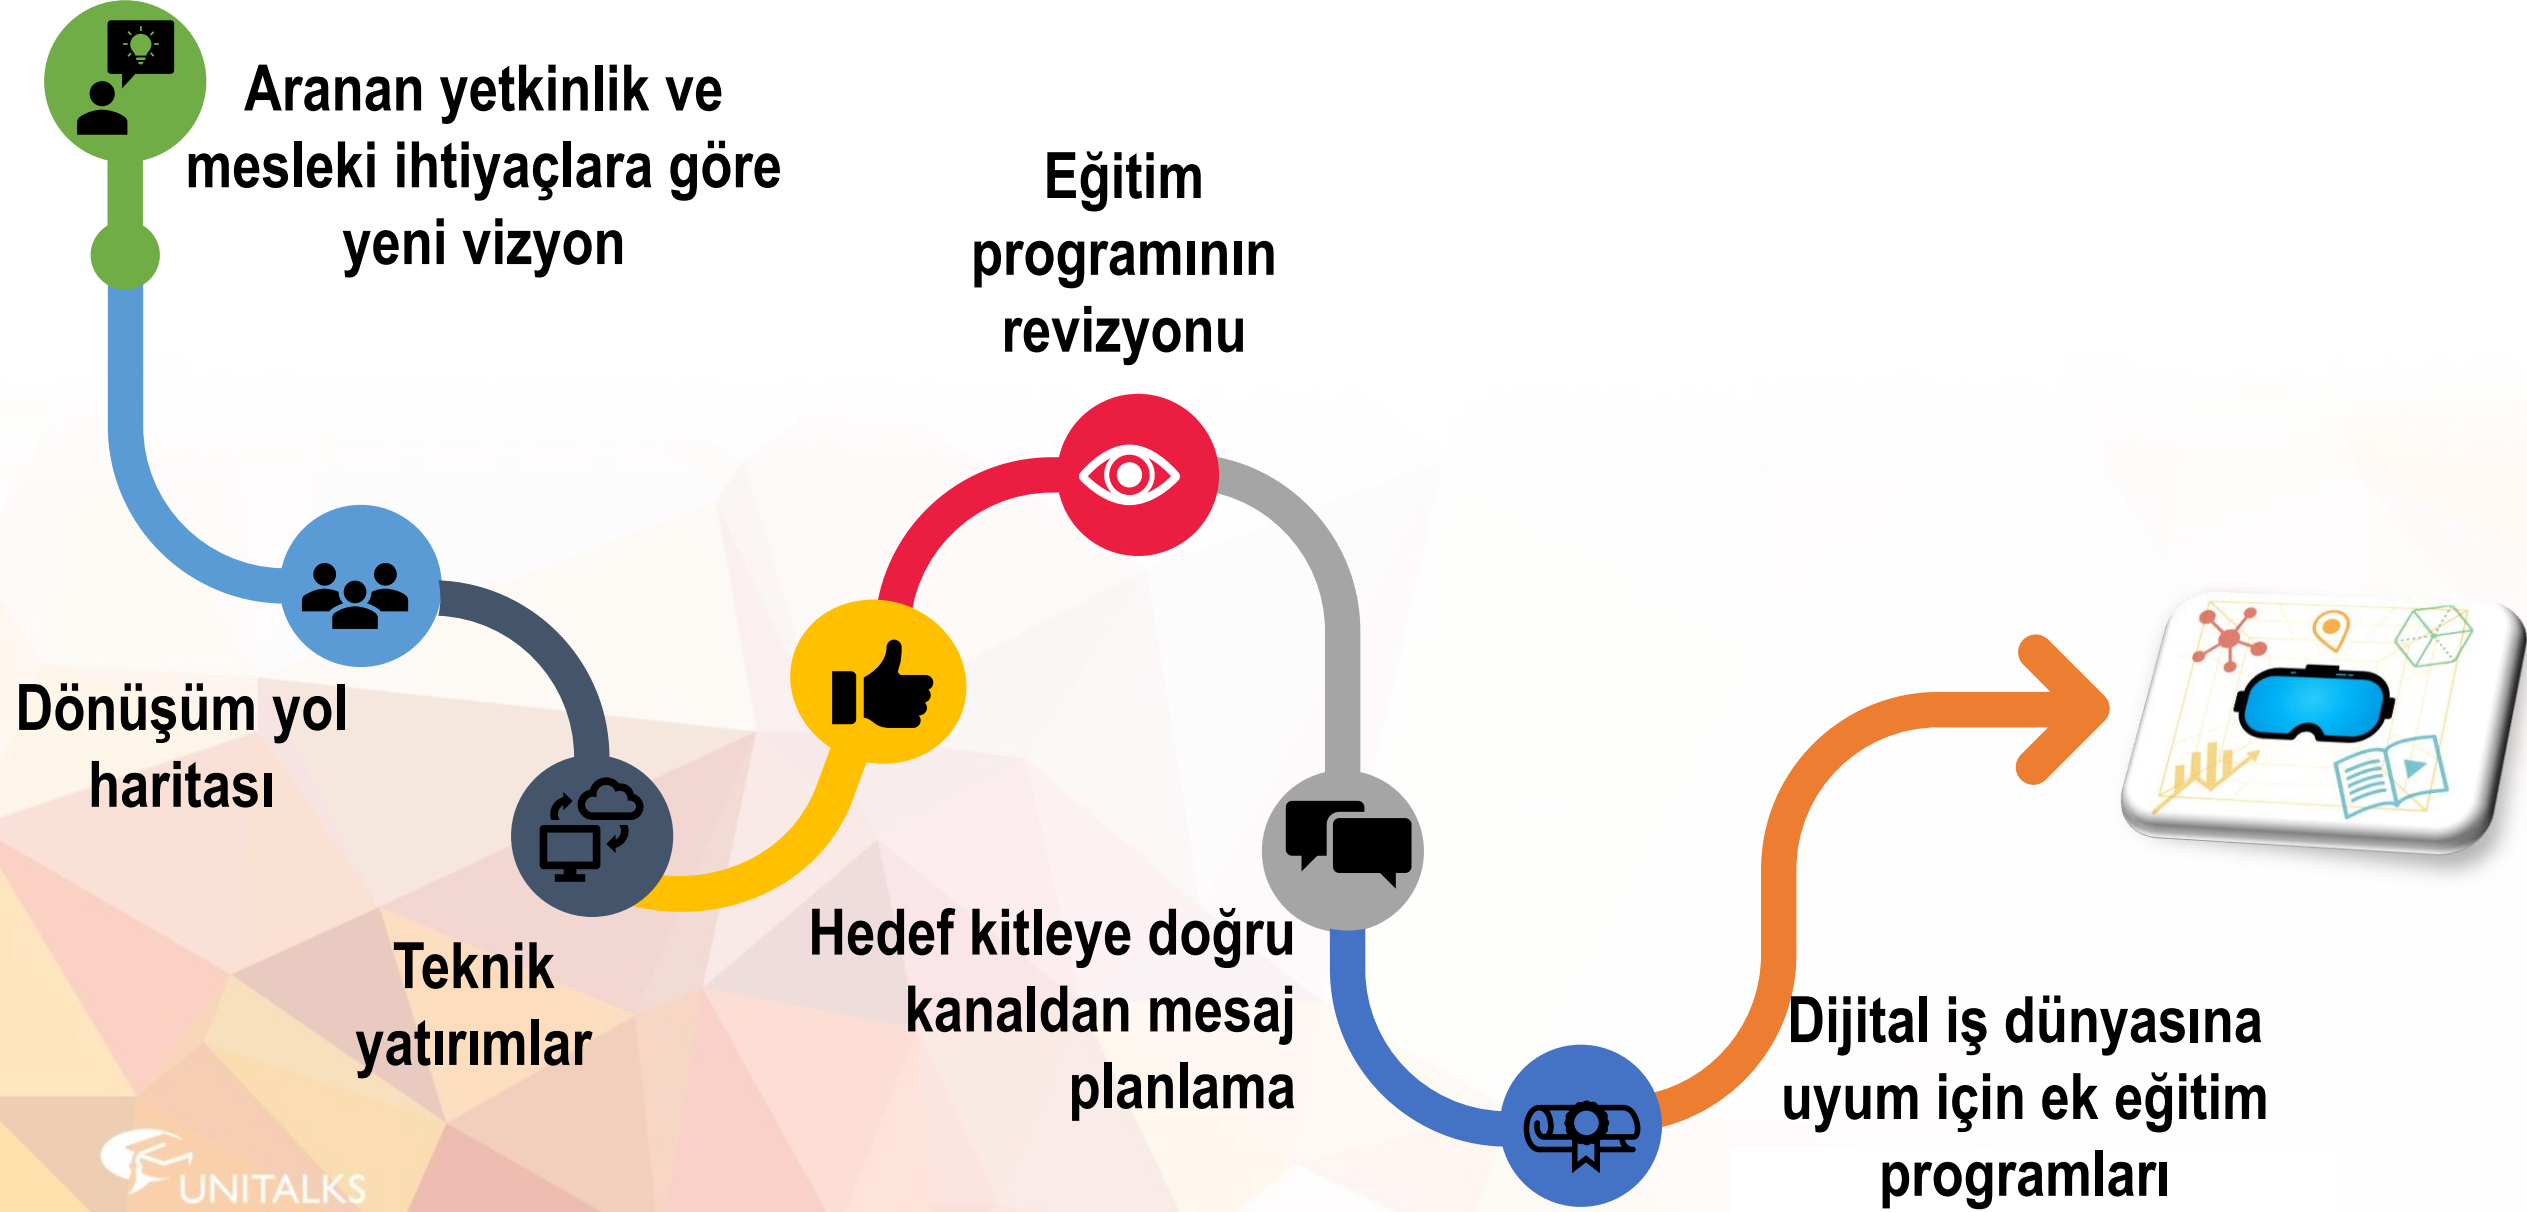 Aranan yetkinlik ve
mesleki ihtiyaçlara göre
yeni vizyon
Dönüşüm yol
haritası
Teknik
yatırımlar
Eğitim
programının
revizyonu
Hedef kitleye doğru
kanaldan mesaj
planlama
Dijital iş dünyasına
uyum için ek eğitim
programları
UNITALKS